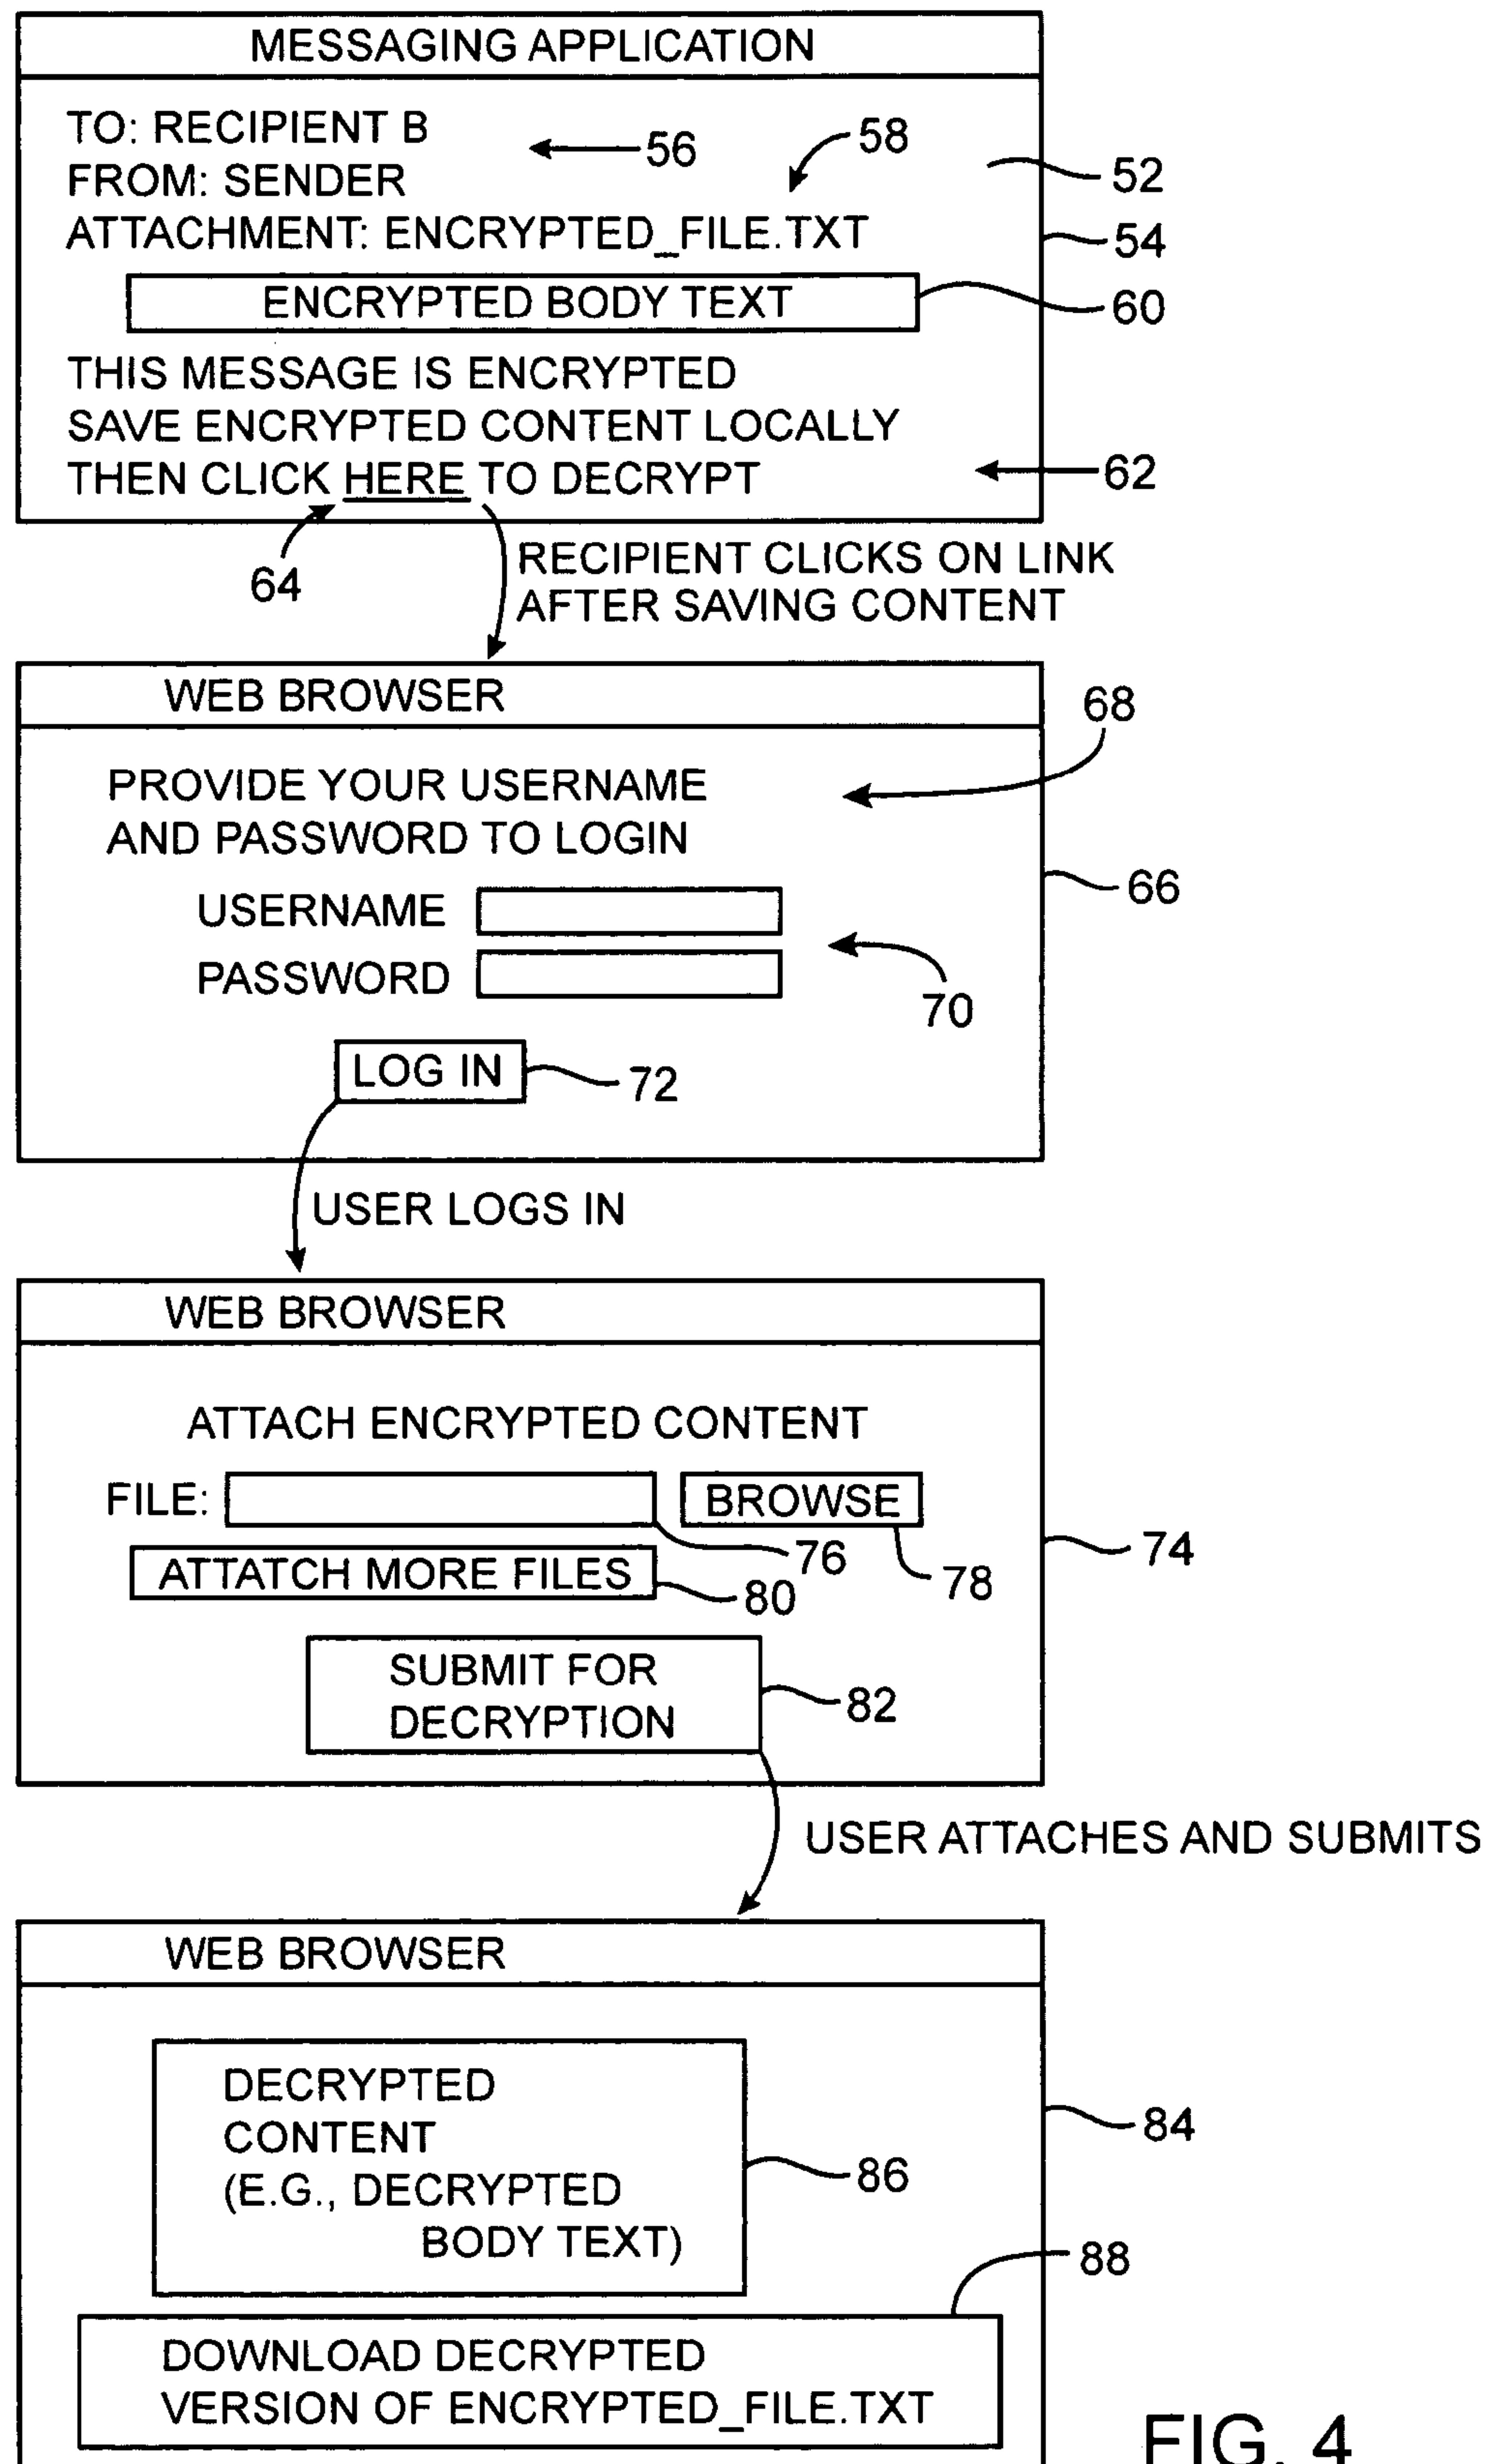 MESSAGING APPLICATION
TO: RECIPIENT B
56
58
FROM: SENDER
52
ATTACHMENT: ENCRYPTED_FILE.TXT
54
ENCRYPTED BODY TEXT
60
THIS MESSAGE IS ENCRYPTED
SAVE ENCRYPTED CONTENT LOCALLY
THEN CLICK HERE TO DECRYPT
62
64
RECIPIENT CLICKS ON LINK
AFTER SAVING CONTENT
WEB BROWSER
68
PROVIDE YOUR USERNAME
AND PASSWORD TO LOGIN
66
USERNAME
PASSWORD
70
LOG IN
72
USER LOGS IN
WEB BROWSER
ATTACH ENCRYPTED CONTENT
FILE:
BROWSE
76
74
ATTATCH MORE FILES
80
78
SUBMIT FOR
DECRYPTION
82
USER ATTACHES AND SUBMITS
WEB BROWSER
DECRYPTED
CONTENT
(E.G., DECRYPTED
BODY TEXT)
84
86
88
DOWNLOAD DECRYPTED
VERSION OF ENCRYPTED_FILE.TXT
FIG. 4